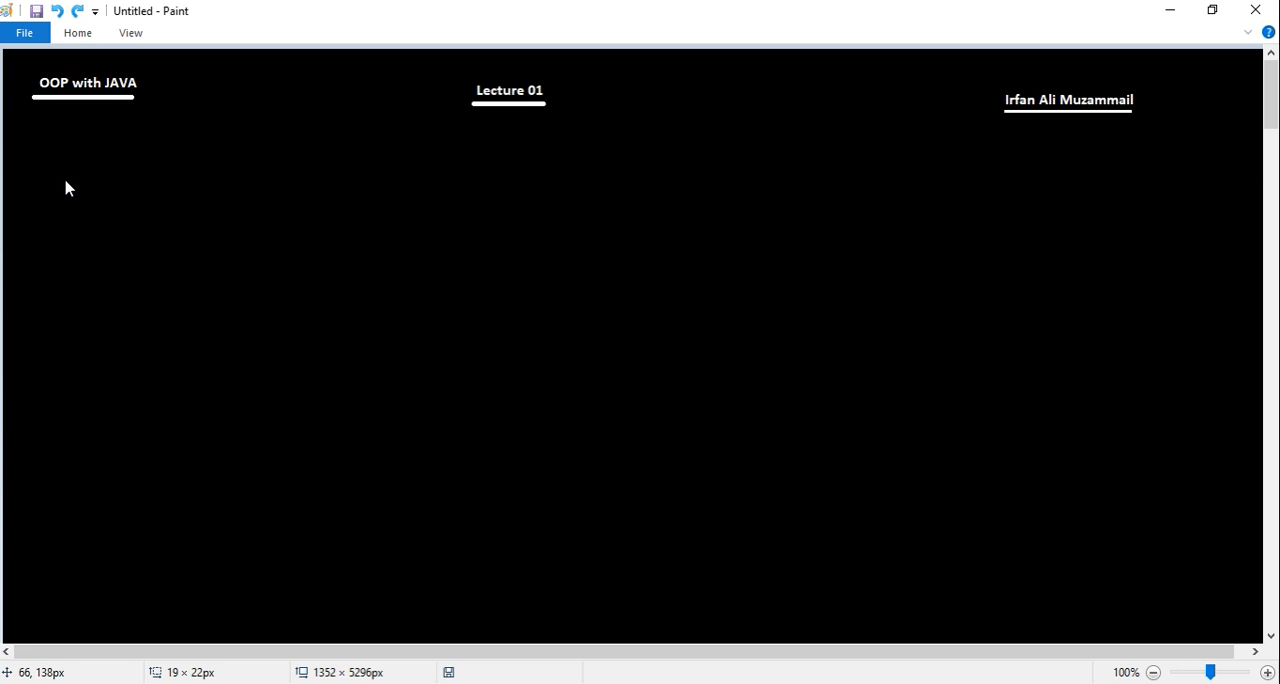 Untitled - Paint
File Home View
OOP with JAVA
Lecture 01
Irfan Ali Muzammail
66, 138px
19 × 22px
1352 × 5296px
100%